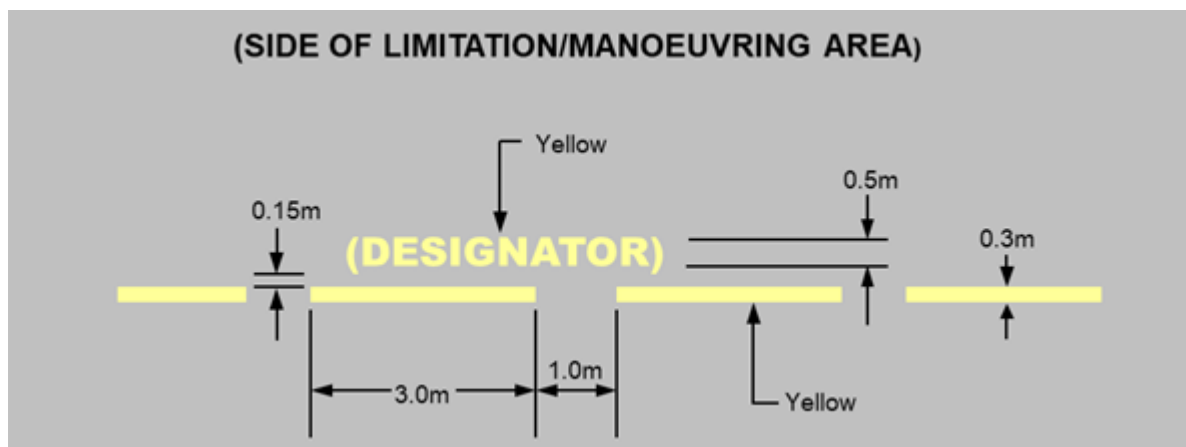 (SIDE OF LIMITATION/MANOEUVRING AREA)
Yellow
0.5m
0.15m
0.3m
(DESIGNATOR)
1.0m
3.0m
Yellow